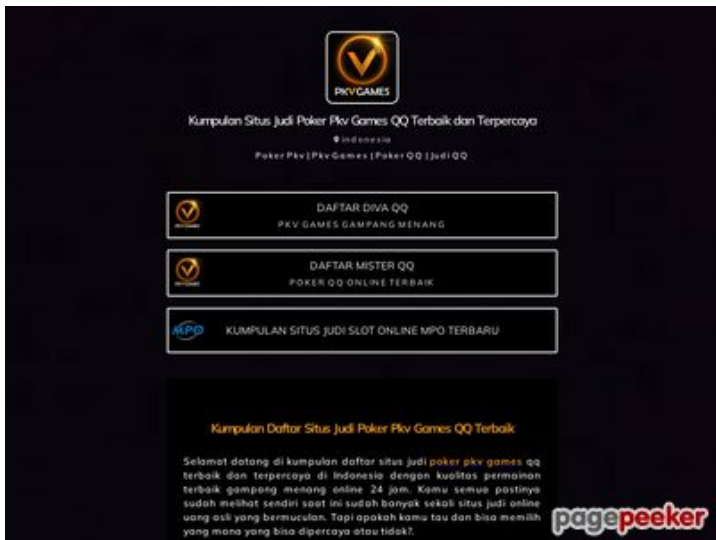 PKVGAMES
Kumpulan Situs Judi Poker Pkv Games QQ Terbaik dan Terpercaya
indonesia
Poker Pkv | Pkv Games | Poker QQ | Judi QQ
DAFTAR DIVA QQ
PKV GAMES GAMPANG MENANG
DAFTAR MISTER QQ
POKER QQ ONLINE TERBAIK
MPO
KUMPULAN SITUS JUDI SLOT ONLINE MPO TERBARU
Kumpulan Daftar Situs Judi Poker Pkv Games QQ Terbaik
Selamat datang di kumpulan daftar situs judi poker pkv games qq
terbaik dan terpercaya di Indonesia dengan kualitas permainan
terbaik gampang menang online 24 jam. Kamu semua pastinya
sudah melihat sendiri saat ini sudah banyak sekali situs judi online
uang asli yang bermuculan. Tapi apakah kamu tau dan bisa memilih
yang mana yang bisa dipercaya atau tidak?.
pagepeeker